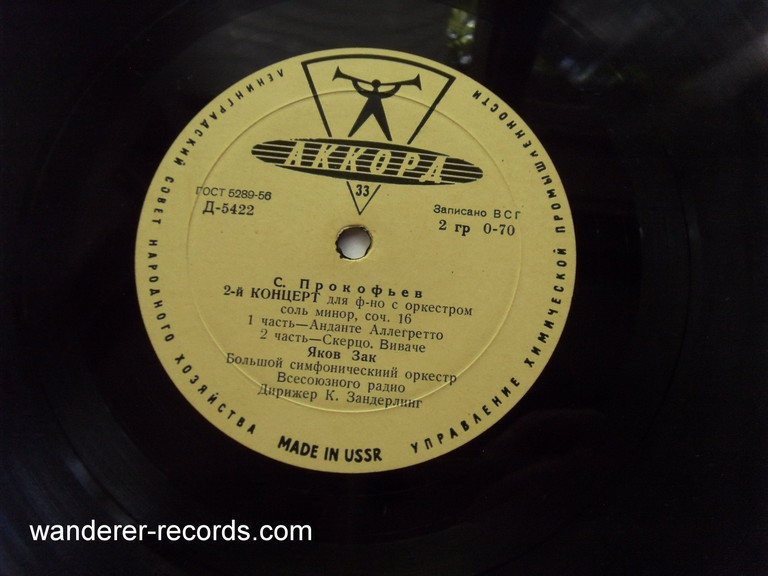 ЛЕНИНГРАДСКИЙ СОВЕТ НАРОДНОГО ХОЗЯЙСТВА
УПРАВЛЕНИЕ ХИМИЧЕСКОЙ ПРОМЫШЛЕННОСТИ
АККОРД
33
ГОСТ 5289-56
Д-5422
Записано ВСГ
2 гр 0-70
С. Прокофьев
2-й КОНЦЕРТ для ф-но с оркестром
соль минор, соч. 16
1 часть—Анданте Аллегретто
2 часть—Скерцо. Виваче
Яков Зак
Большой симфонический оркестр
Всесоюзного радио
Дирижер К. Зандерлинг
MADE IN USSR
wanderer-records.com